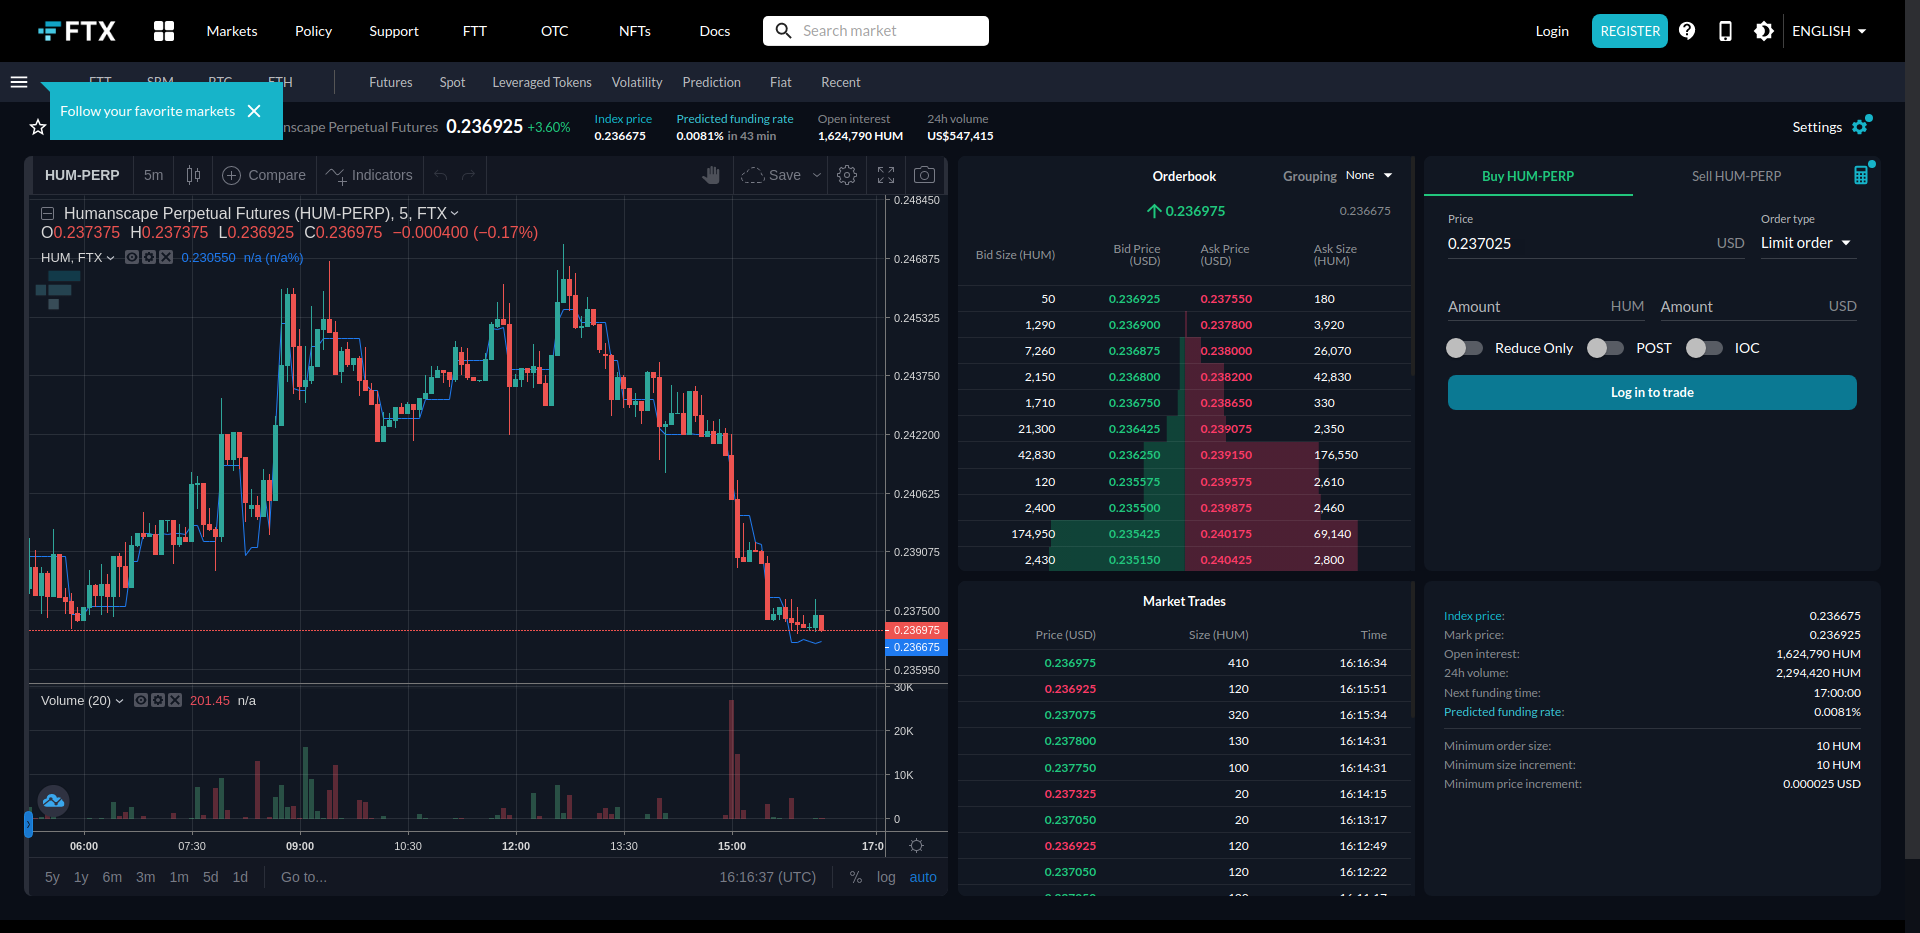 FTX
Markets Policy Support FTT OTC NFTs Docs Search market Login REGISTER ENGLISH
FTT SRM BTC ETH Futures Spot Leveraged Tokens Volatility Prediction Fiat Recent
Follow your favorite markets
nscape Perpetual Futures 0.236925 +3.60%
Index price 0.236675
Predicted funding rate 0.0081% in 43 min
Open interest 1,624,790 HUM
24h volume US$547,415
Settings
HUM-PERP 5m Compare Indicators Save
Humanscape Perpetual Futures (HUM-PERP), 5, FTX
O0.237375 H0.237375 L0.236925 C0.236975 −0.000400 (−0.17%)
HUM, FTX 0.230550 n/a (n/a%)
0.248450
0.246875
0.245325
0.243750
0.242200
0.240625
0.239075
0.237500
0.236975
0.236675
0.235950
Volume (20) 201.45 n/a
30K
20K
10K
0
06:00 07:30 09:00 10:30 12:00 13:30 15:00 17:0
5y 1y 6m 3m 1m 5d 1d Go to... 16:16:37 (UTC) % log auto
Orderbook Grouping None
0.236975 0.236675
Bid Size (HUM) Bid Price (USD) Ask Price (USD) Ask Size (HUM)
50 0.236925 0.237550 180
1,290 0.236900 0.237800 3,920
7,260 0.236875 0.238000 26,070
2,150 0.236800 0.238200 42,830
1,710 0.236750 0.238650 330
21,300 0.236425 0.239075 2,350
42,830 0.236250 0.239150 176,550
120 0.235575 0.239575 2,610
2,400 0.235500 0.239875 2,460
174,950 0.235425 0.240175 69,140
2,430 0.235150 0.240425 2,800
Market Trades
Price (USD) Size (HUM) Time
0.236975 410 16:16:34
0.236925 120 16:15:51
0.237075 320 16:15:34
0.237800 130 16:14:31
0.237750 100 16:14:31
0.237325 20 16:14:15
0.237050 20 16:13:17
0.236925 120 16:12:49
0.237050 120 16:12:22
Buy HUM-PERP Sell HUM-PERP
Price Order type
0.237025 USD Limit order
Amount HUM Amount USD
Reduce Only POST IOC
Log in to trade
Index price: 0.236675
Mark price: 0.236925
Open interest: 1,624,790 HUM
24h volume: 2,294,420 HUM
Next funding time: 17:00:00
Predicted funding rate: 0.0081%
Minimum order size: 10 HUM
Minimum size increment: 10 HUM
Minimum price increment: 0.000025 USD